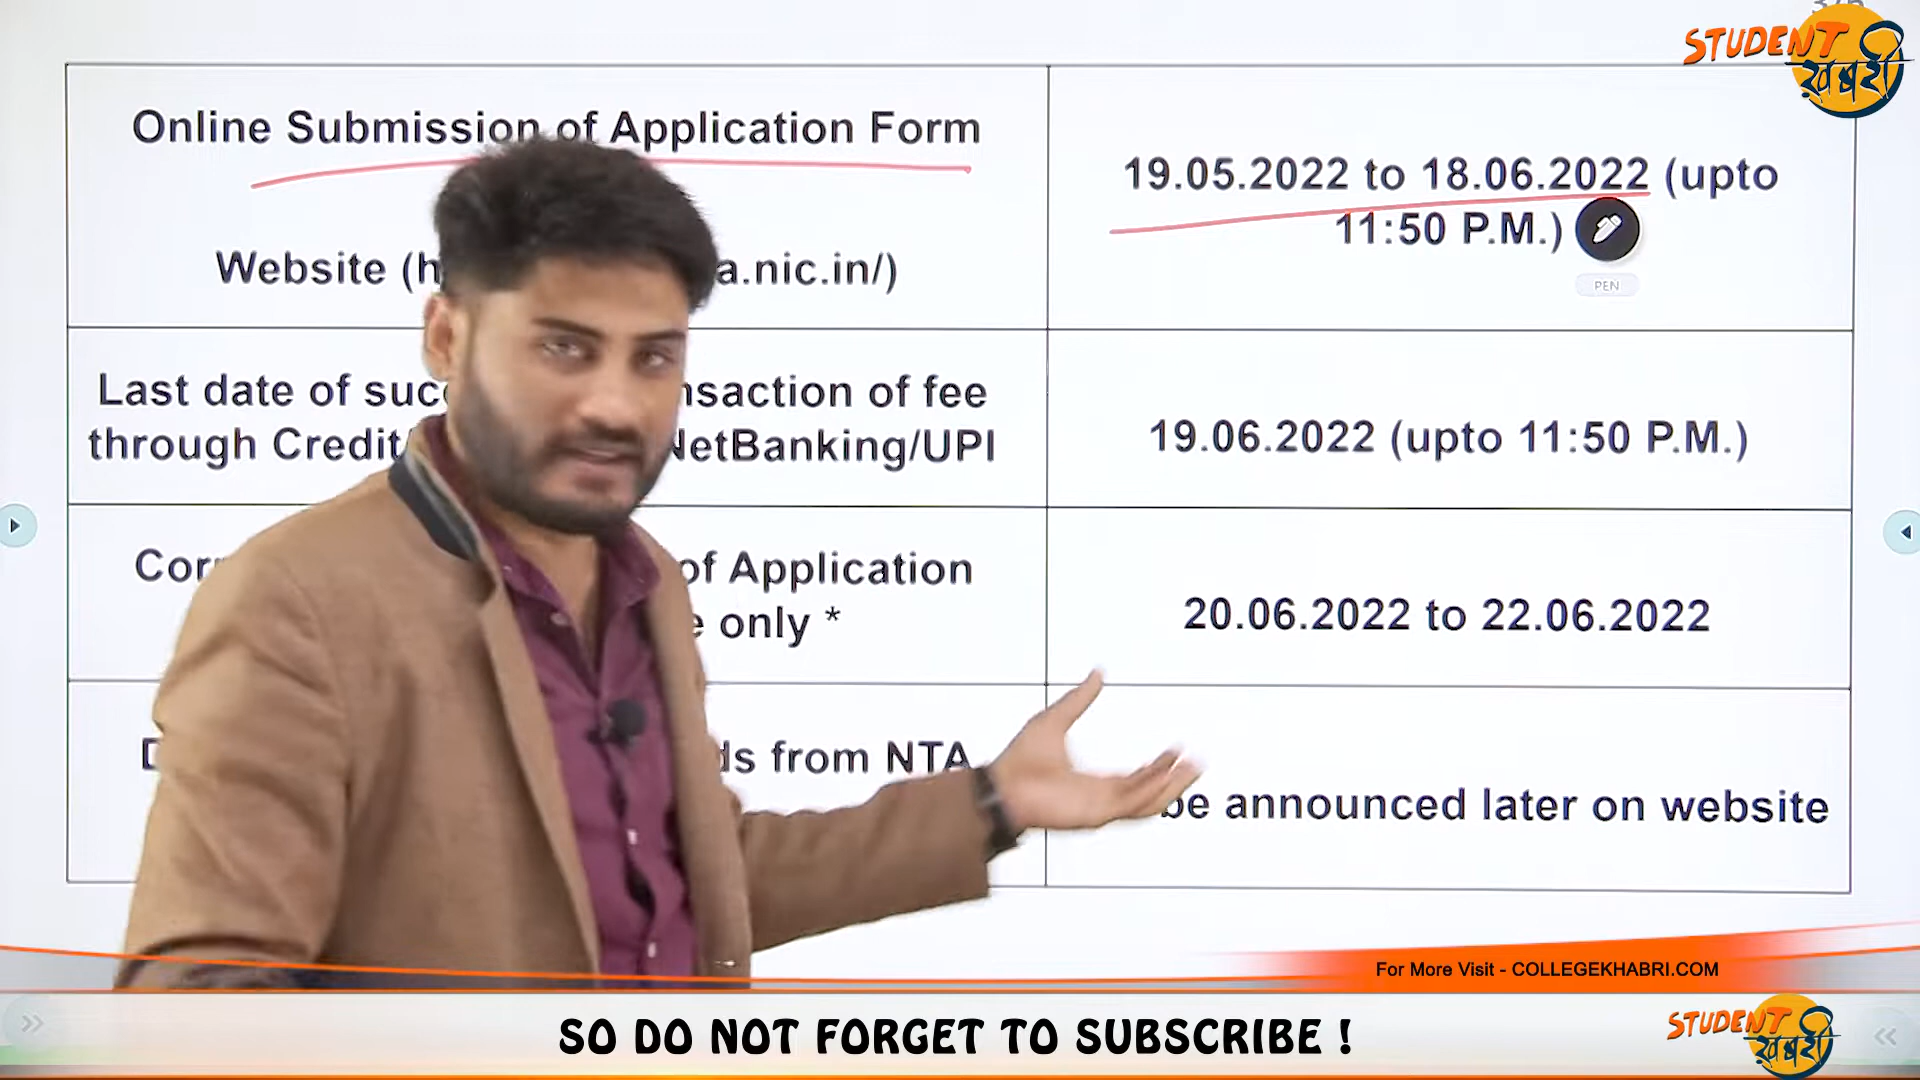 STUDENT
ख़बरी
Online Submission of Application Form
19.05.2022 to 18.06.2022 (upto
11:50 P.M.)
PEN
Website (h a.nic.in/)
Last date of nsaction of fee
through Credit/ NetBanking/UPI
19.06.2022 (upto 11:50 P.M.)
of Application
only *
20.06.2022 to 22.06.2022
from NTA
be announced later on website
For More Visit - COLLEGEKHABRI.COM
SO DO NOT FORGET TO SUBSCRIBE !
STUDENT
ख़बरी